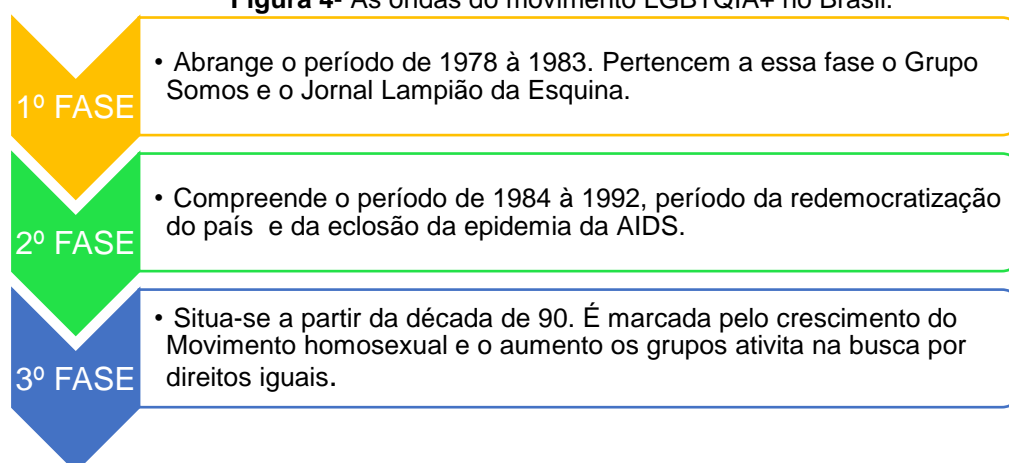 Figura 4- As ondas do movimento LGBTQIA+ no Brasil.
1º FASE
• Abrange o período de 1978 à 1983. Pertencem a essa fase o Grupo
Somos e o Jornal Lampião da Esquina.
2º FASE
• Compreende o período de 1984 à 1992, período da redemocratização
do país e da eclosão da epidemia da AIDS.
3º FASE
• Situa-se a partir da década de 90. É marcada pelo crescimento do
Movimento homosexual e o aumento os grupos ativita na busca por
direitos iguais.